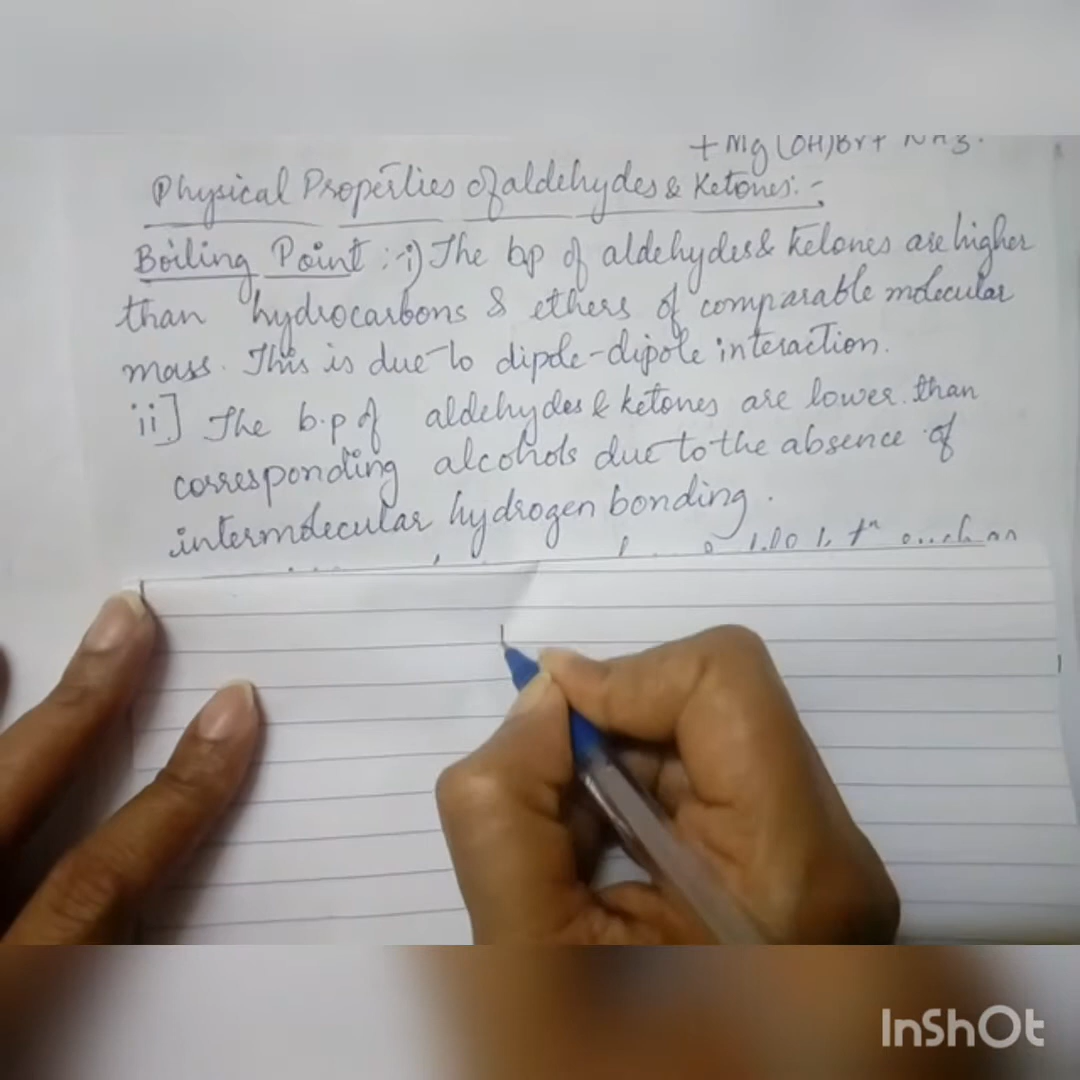 + Mg(OH)Br + NH3.
Physical Properties of aldehydes & Ketones:-
Boiling Point :- i) The bp of aldehydes & ketones are higher
than hydrocarbons & ethers of comparable molecular
mass. This is due to dipole-dipole interaction.
ii] The b.p of aldehydes & ketones are lower than
corresponding alcohols due to the absence of
intermolecular hydrogen bonding.
InShOt